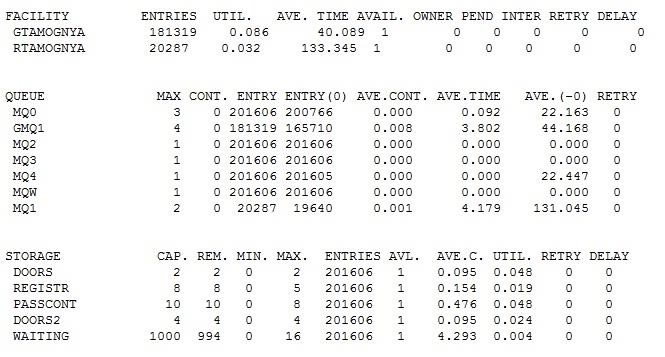 FACILITY ENTRIES UTIL. AVE. TIME AVAIL. OWNER PEND INTER RETRY DELAY
GTAMOGNYA 181319 0.086 40.089 1 0 0 0 0 0
RTAMOGNYA 20287 0.032 133.345 1 0 0 0 0 0
QUEUE MAX CONT. ENTRY ENTRY(0) AVE.CONT. AVE.TIME AVE.(-0) RETRY
MQ0 3 0 201606 200766 0.000 0.092 22.163 0
GMQ1 4 0 181319 165710 0.008 3.802 44.168 0
MQ2 1 0 201606 201606 0.000 0.000 0.000 0
MQ3 1 0 201606 201606 0.000 0.000 0.000 0
MQ4 1 0 201606 201605 0.000 0.000 22.447 0
MQW 1 0 201606 201606 0.000 0.000 0.000 0
MQ1 2 0 20287 19640 0.001 4.179 131.045 0
STORAGE CAP. REM. MIN. MAX. ENTRIES AVL. AVE.C. UTIL. RETRY DELAY
DOORS 2 2 0 2 201606 1 0.095 0.048 0 0
REGISTR 8 8 0 5 201606 1 0.154 0.019 0 0
PASSCONT 10 10 0 8 201606 1 0.476 0.048 0 0
DOORS2 4 4 0 4 201606 1 0.095 0.024 0 0
WAITING 1000 994 0 16 201606 1 4.293 0.004 0 0